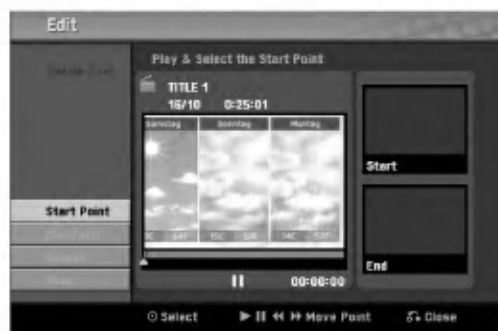 Edit
Play & Select the Start Point
TITLE 1
16/10 0:25:01
Samstag Sonntag Montag
Start
Start Point
End
00:00:00
Select Move Point Close